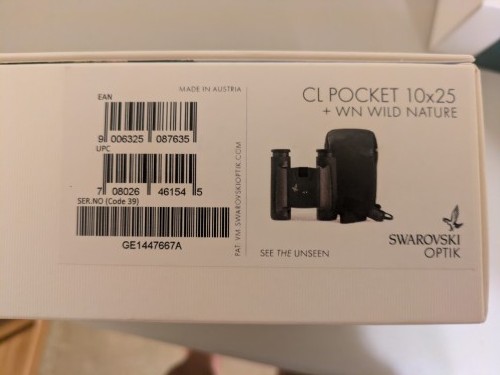 EAN
MADE IN AUSTRIA
9 006325 087635
UPC
7 08026 46154 5
SER.NO (Code 39)
GE1447667A
PAT: VM.SWAROVSKIOPTIK.COM
CL POCKET 10x25
+ WN WILD NATURE
SEE THE UNSEEN
SWAROVSKI
OPTIK